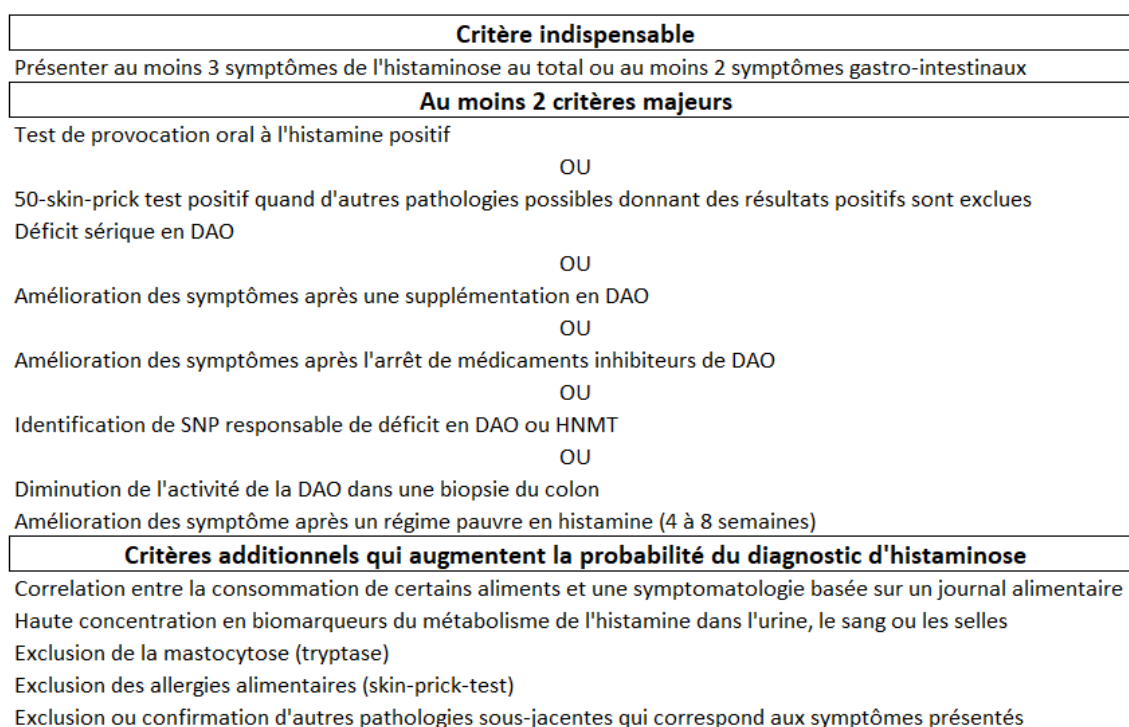 Critère indispensable
Présenter au moins 3 symptômes de l'histaminose au total ou au moins 2 symptômes gastro-intestinaux
Au moins 2 critères majeurs
Test de provocation oral à l'histamine positif
OU
50-skin-prick test positif quand d'autres pathologies possibles donnant des résultats positifs sont exclues
Déficit sérique en DAO
OU
Amélioration des symptômes après une supplémentation en DAO
OU
Amélioration des symptômes après l'arrêt de médicaments inhibiteurs de DAO
OU
Identification de SNP responsable de déficit en DAO ou HNMT
OU
Diminution de l'activité de la DAO dans une biopsie du colon
Amélioration des symptôme après un régime pauvre en histamine (4 à 8 semaines)
Critères additionnels qui augmentent la probabilité du diagnostic d'histaminose
Correlation entre la consommation de certains aliments et une symptomatologie basée sur un journal alimentaire
Haute concentration en biomarqueurs du métabolisme de l'histamine dans l'urine, le sang ou les selles
Exclusion de la mastocytose (tryptase)
Exclusion des allergies alimentaires (skin-prick-test)
Exclusion ou confirmation d'autres pathologies sous-jacentes qui correspond aux symptômes présentés